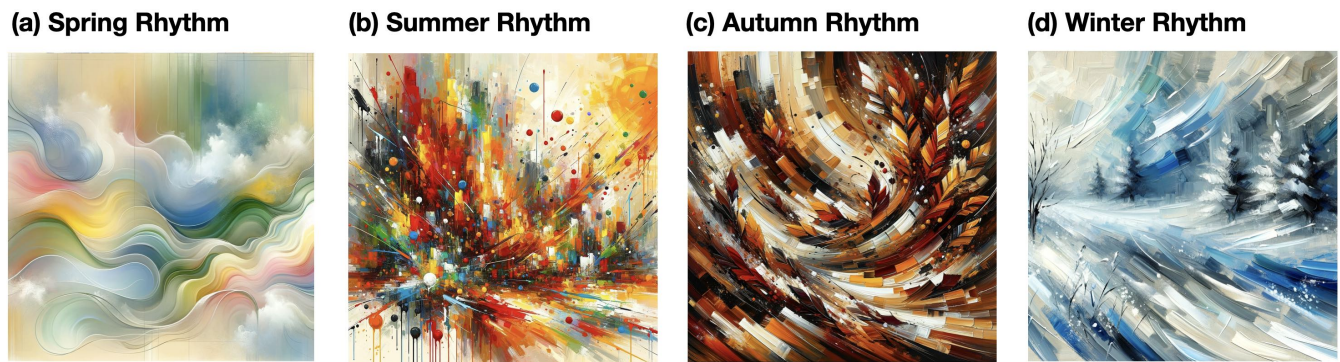 (a) Spring Rhythm
(b) Summer Rhythm
(c) Autumn Rhythm
(d) Winter Rhythm